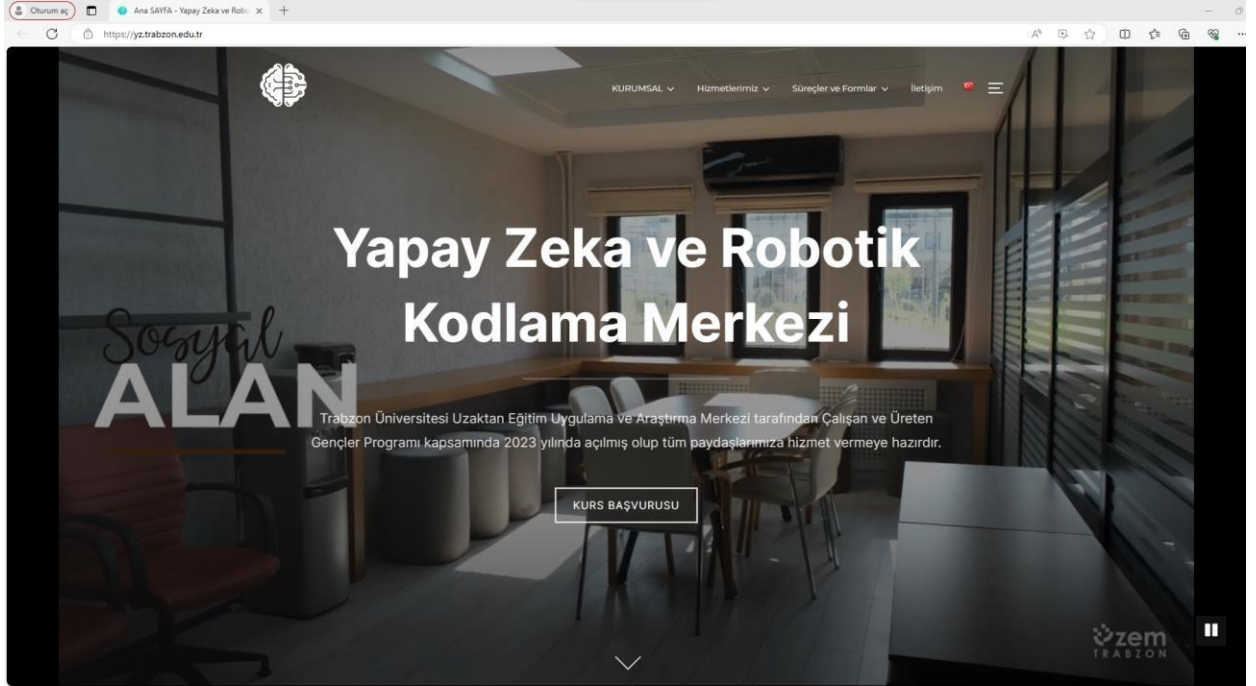 Oturum aç
Ana SAYFA - Yapay Zeka ve Robo
https://yz.trabzon.edu.tr
KURUMSAL
Hizmetlerimiz
Süreçler ve Formlar
İletişim
Yapay Zeka ve Robotik
Kodlama Merkezi
Sosyal
ALAN
Trabzon Üniversitesi Uzaktan Eğitim Uygulama ve Araştırma Merkezi tarafından Çalışan ve Üreten
Gençler Programı kapsamında 2023 yılında açılmış olup tüm paydaşlarımıza hizmet vermeye hazırdır.
KURS BAŞVURUSU
üzem
TRABZON